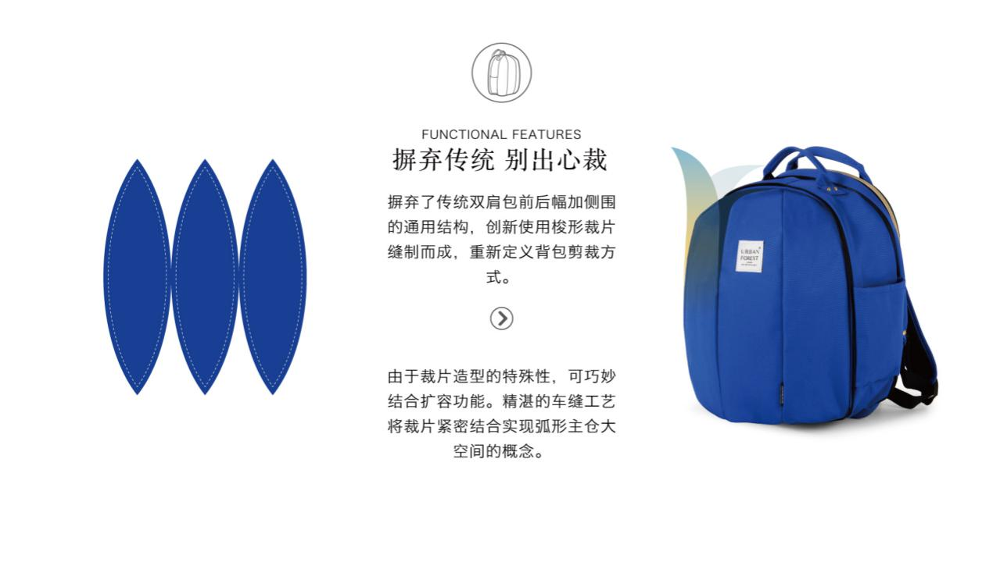 FUNCTIONAL FEATURES
摒弃传统 别出心裁
摒弃了传统双肩包前后幅加侧围
的通用结构，创新使用梭形裁片
缝制而成，重新定义背包剪裁方
式。
由于裁片造型的特殊性，可巧妙
结合扩容功能。精湛的车缝工艺
将裁片紧密结合实现弧形主仓大
空间的概念。
URBAN
FOREST